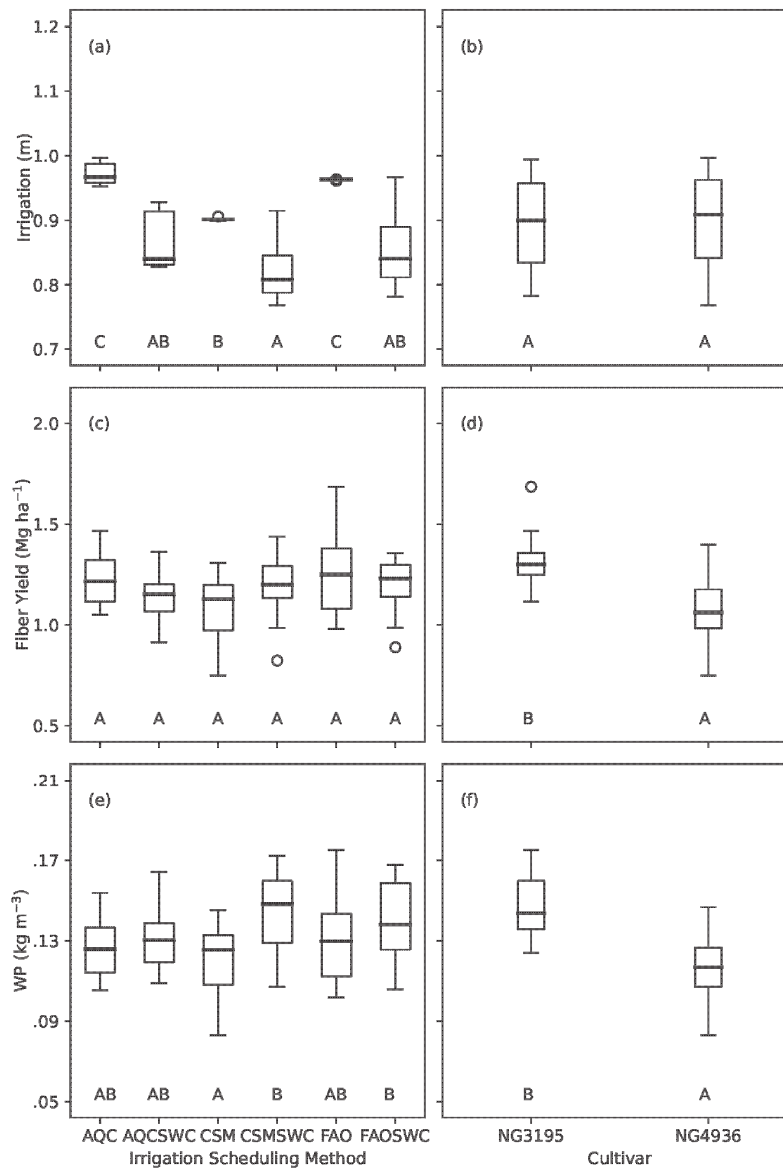 (a)
(b)
1.2
1.1
1.0
0.9
0.8
0.7
Irrigation (m)
C AB B A C AB
A A
(c)
(d)
2.0
1.5
1.0
0.5
Fiber Yield (Mg ha⁻¹)
A A A A A A
B A
(e)
(f)
.21
.17
.13
.09
.05
WP (kg m⁻³)
AB AB A B AB B
B A
AQC AQCSWC CSM CSMSWC FAO FAOSWC
NG3195 NG4936
Irrigation Scheduling Method
Cultivar